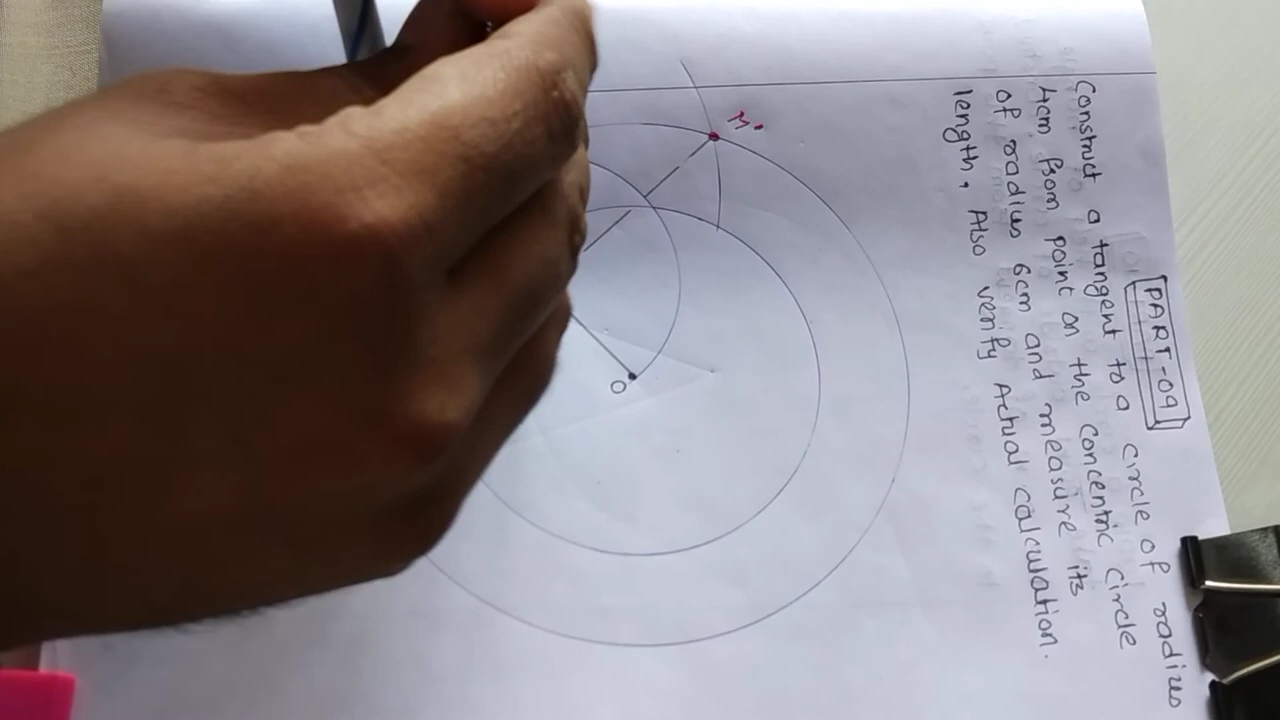 PART-09
Construct a tangent to a circle of radius
4cm from point on the concentric circle
of radius 6cm and measure its
length. Also verify Actual calculation.
M'
O